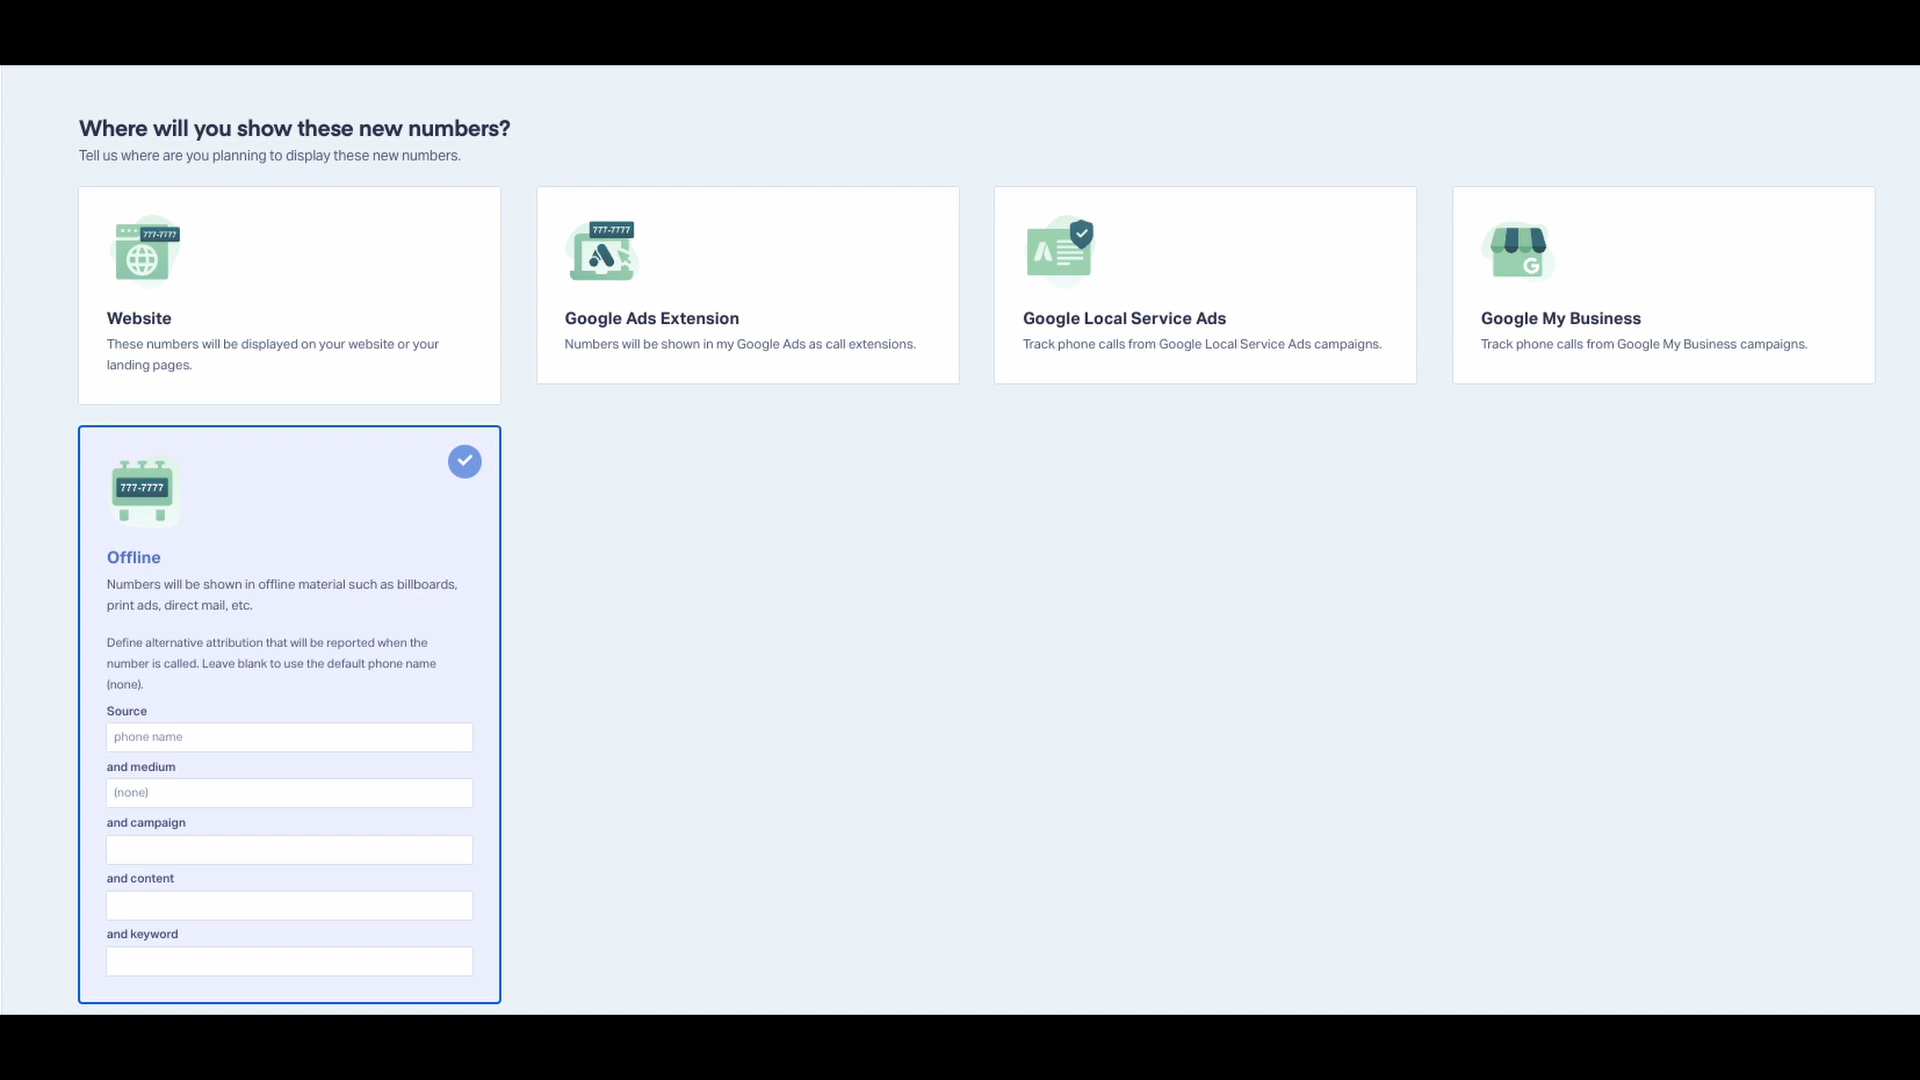 Where will you show these new numbers?
Tell us where are you planning to display these new numbers.
777-7777
Website
These numbers will be displayed on your website or your
landing pages.
777-7777
Google Ads Extension
Numbers will be shown in my Google Ads as call extensions.
Google Local Service Ads
Track phone calls from Google Local Service Ads campaigns.
G
Google My Business
Track phone calls from Google My Business campaigns.
777-7777
Offline
Numbers will be shown in offline material such as billboards,
print ads, direct mail, etc.
Define alternative attribution that will be reported when the
number is called. Leave blank to use the default phone name
(none).
Source
phone name
and medium
(none)
and campaign
and content
and keyword